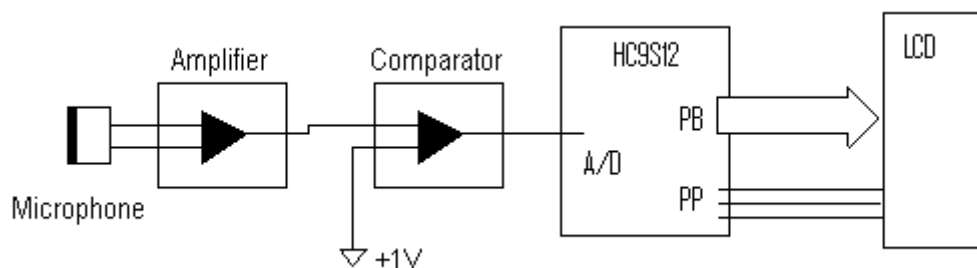 Amplifier
Comparator
HC9S12
LCD
PB
A/D
PP
Microphone
+1V